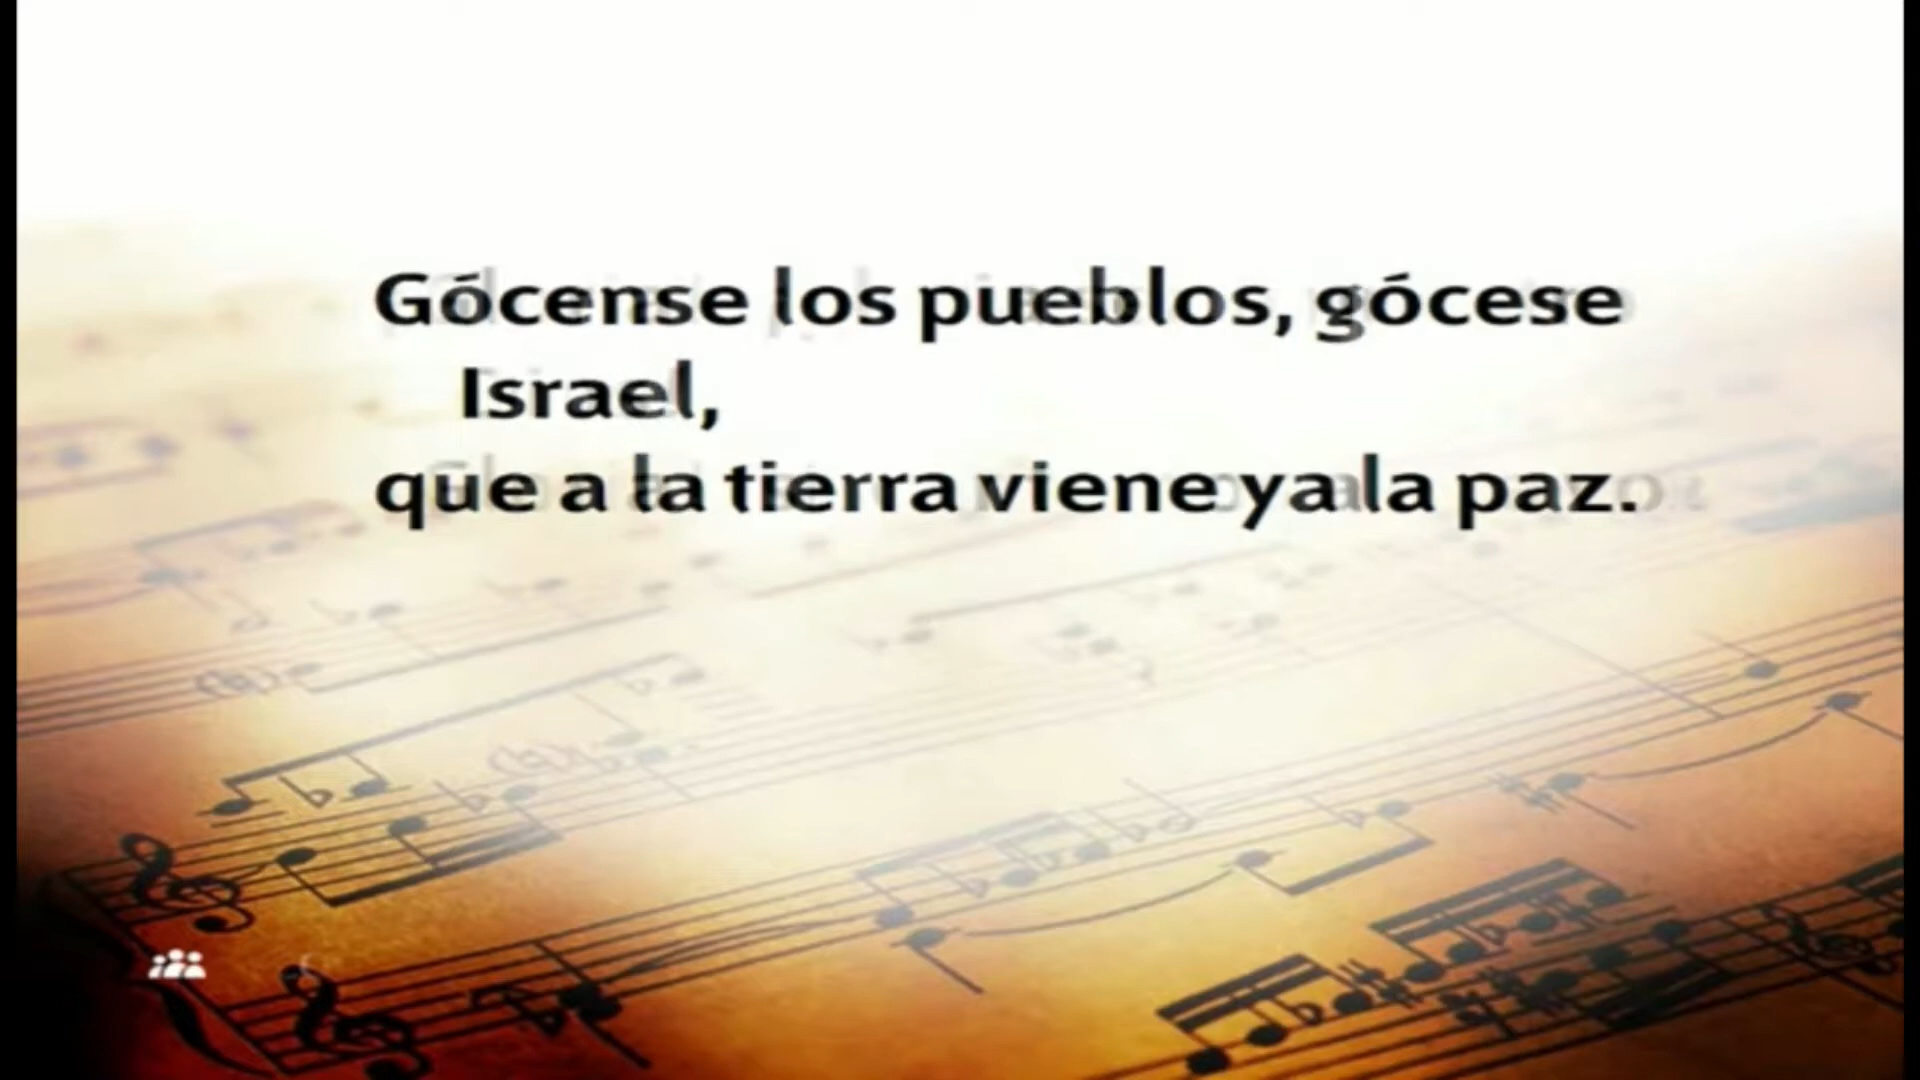 Gócense los pueblos, gócese
Israel,
que a la tierra viene ya la paz.